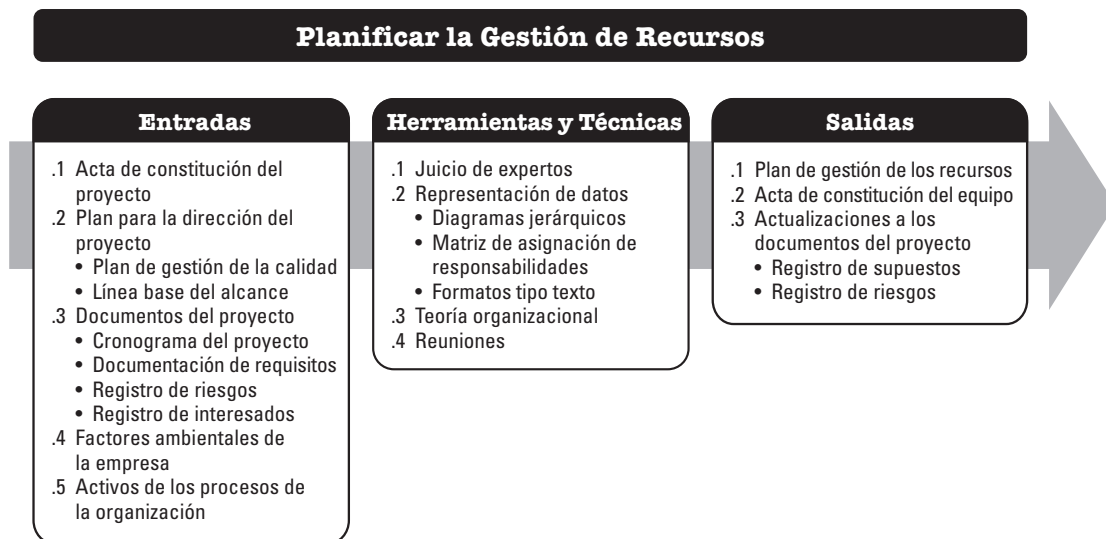 Planificar la Gestión de Recursos
Entradas
.1 Acta de constitución del
proyecto
.2 Plan para la dirección del
proyecto
• Plan de gestión de la calidad
• Línea base del alcance
.3 Documentos del proyecto
• Cronograma del proyecto
• Documentación de requisitos
• Registro de riesgos
• Registro de interesados
.4 Factores ambientales de
la empresa
.5 Activos de los procesos de
la organización
Herramientas y Técnicas
.1 Juicio de expertos
.2 Representación de datos
• Diagramas jerárquicos
• Matriz de asignación de
responsabilidades
• Formatos tipo texto
.3 Teoría organizacional
.4 Reuniones
Salidas
.1 Plan de gestión de los recursos
.2 Acta de constitución del equipo
.3 Actualizaciones a los
documentos del proyecto
• Registro de supuestos
• Registro de riesgos